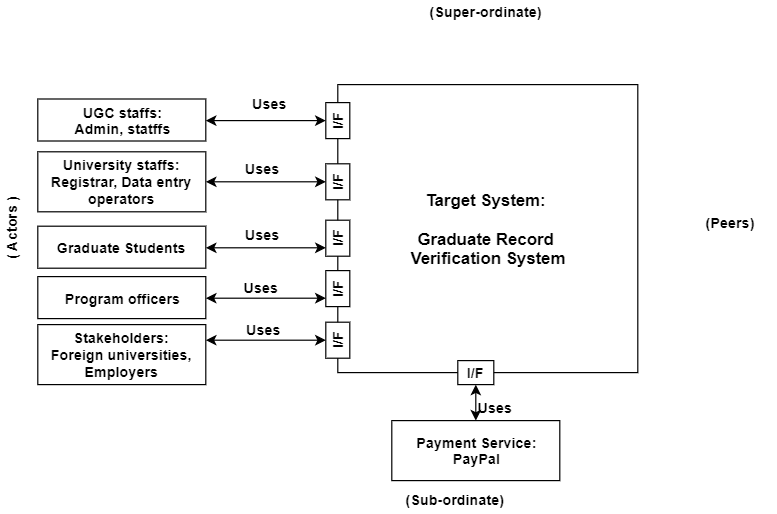 (Super-ordinate)
UGC staffs:
Admin, statffs
Uses
I/F
University staffs:
Registrar, Data entry
operators
Uses
I/F
Graduate Students
Uses
I/F
Program officers
Uses
I/F
Stakeholders:
Foreign universities,
Employers
Uses
I/F
( Actors )
Target System:
Graduate Record
Verification System
(Peers)
I/F
Uses
Payment Service:
PayPal
(Sub-ordinate)